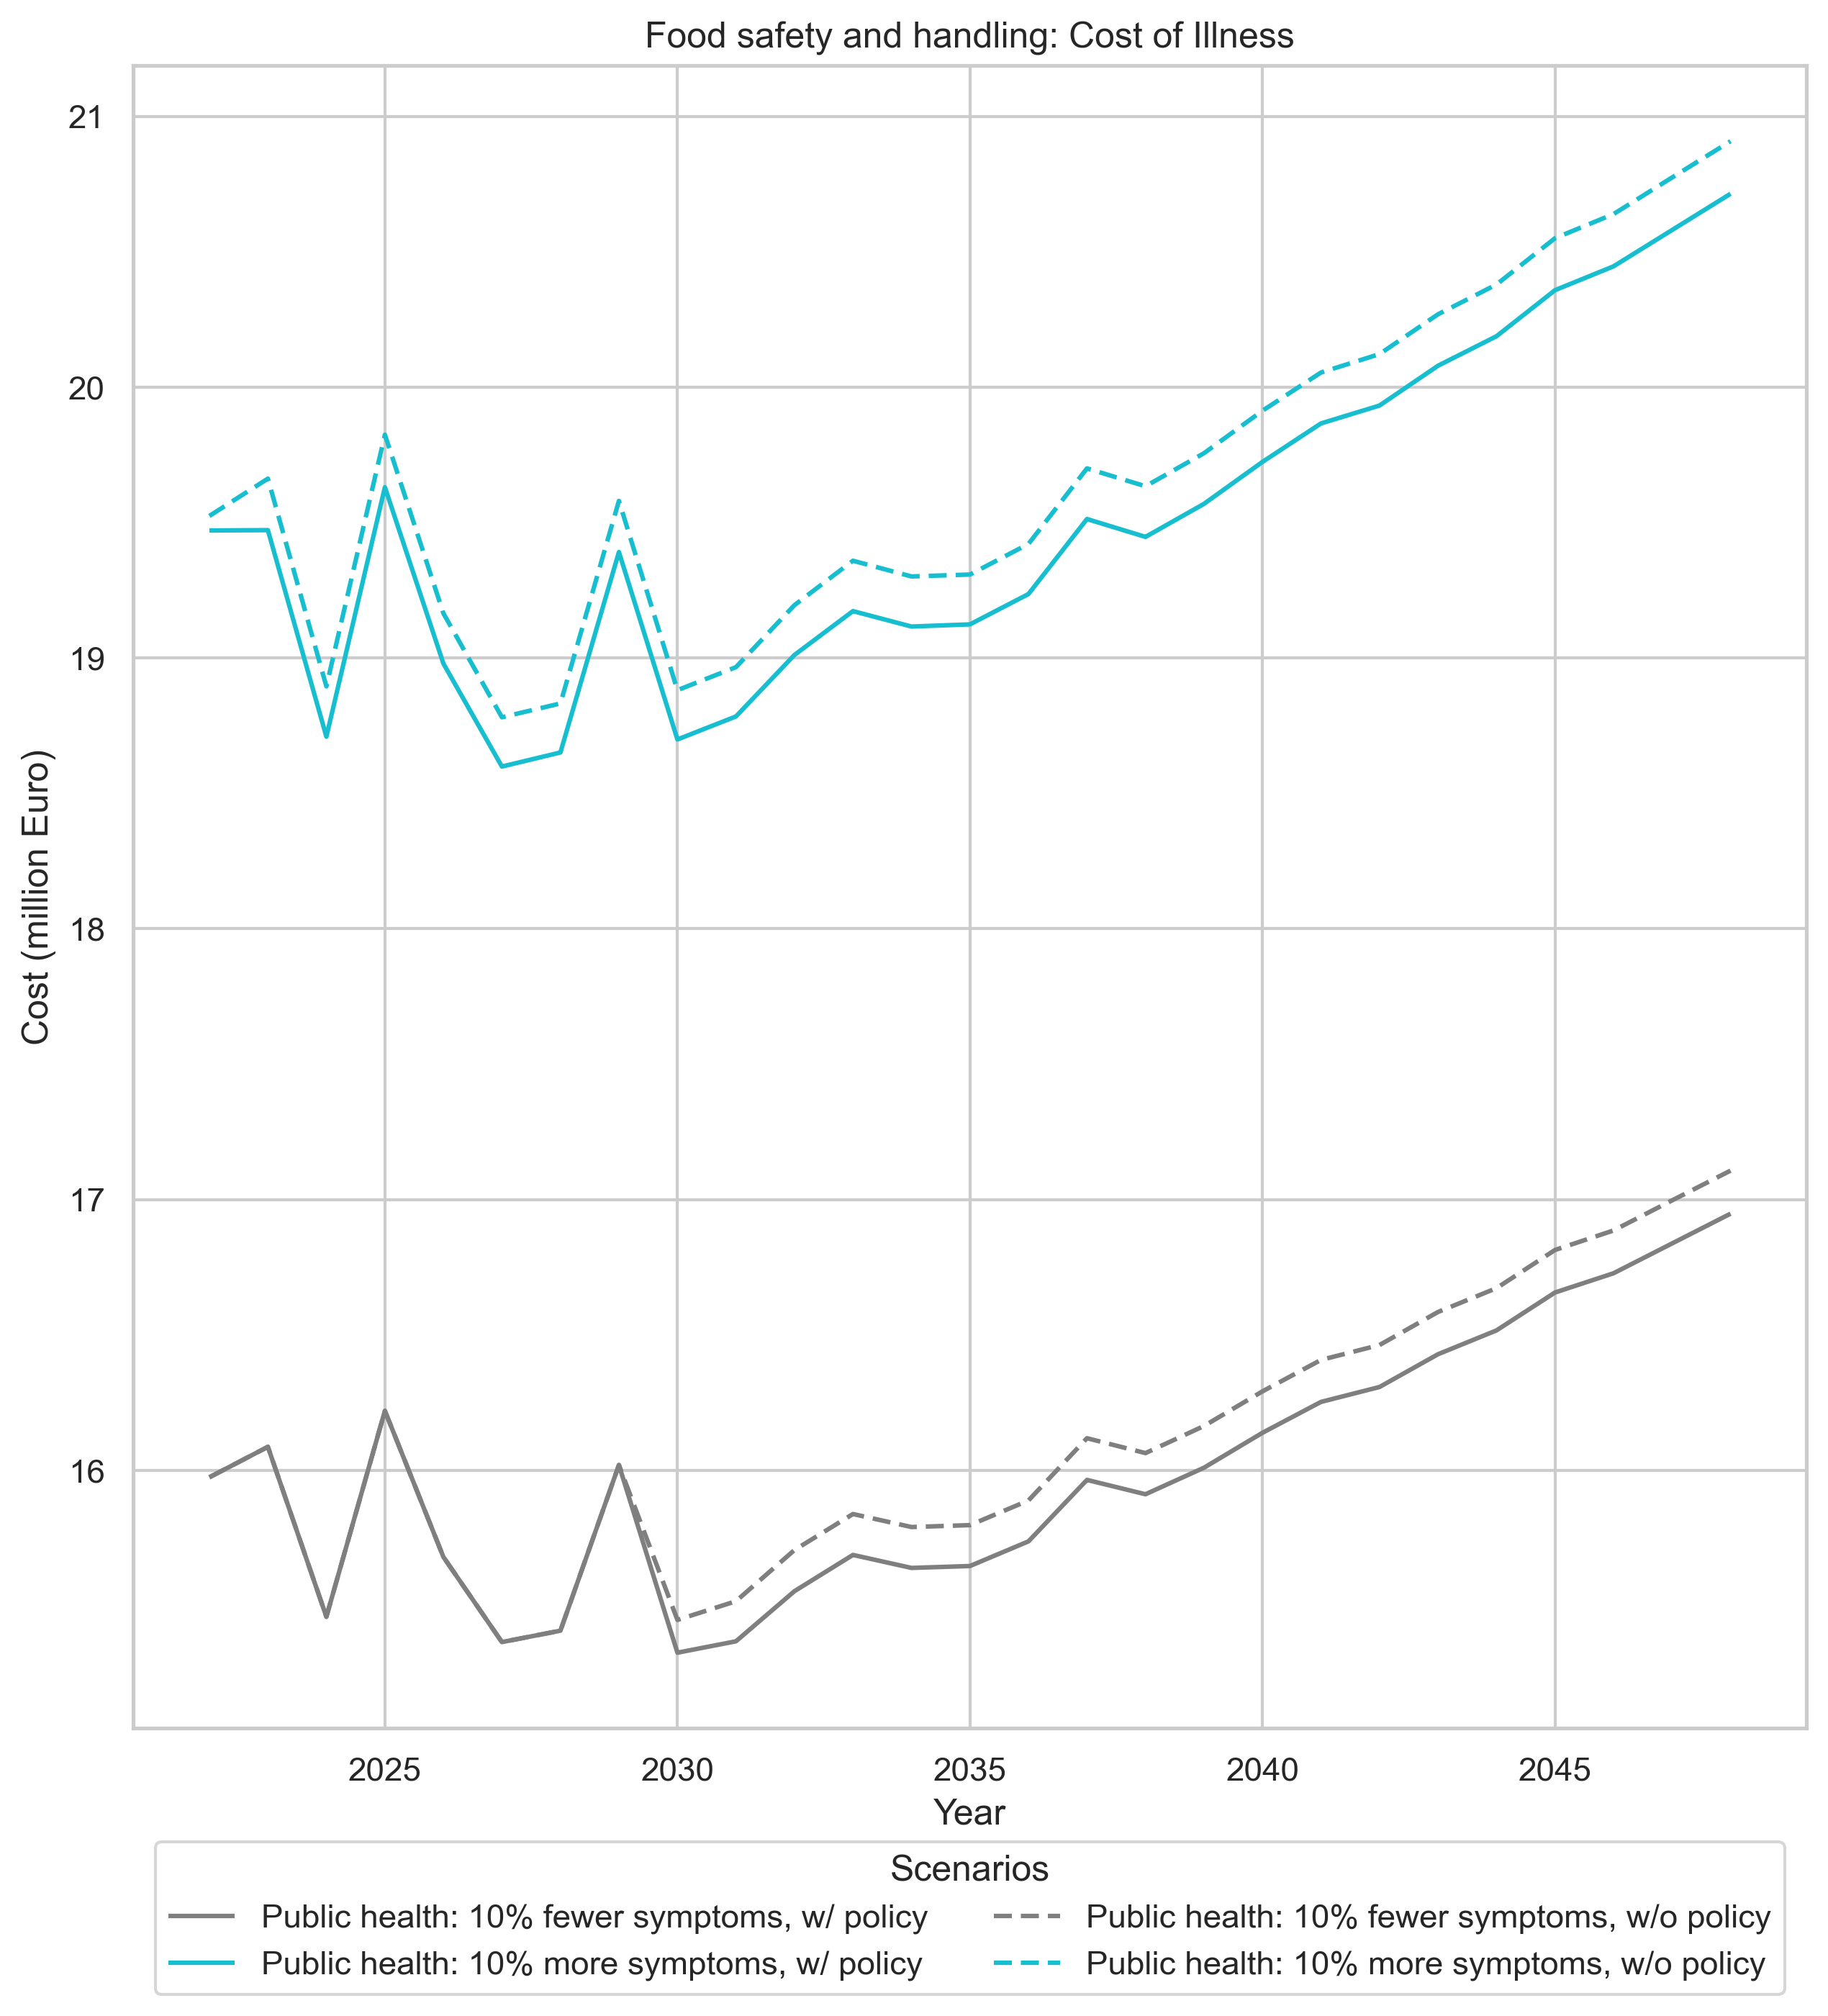 Food safety and handling: Cost of Illness
21
20
19
18
17
16
Cost (million Euro)
2025 2030 2035 2040 2045
Year
Scenarios
Public health: 10% fewer symptoms, w/ policy
Public health: 10% more symptoms, w/ policy
Public health: 10% fewer symptoms, w/o policy
Public health: 10% more symptoms, w/o policy